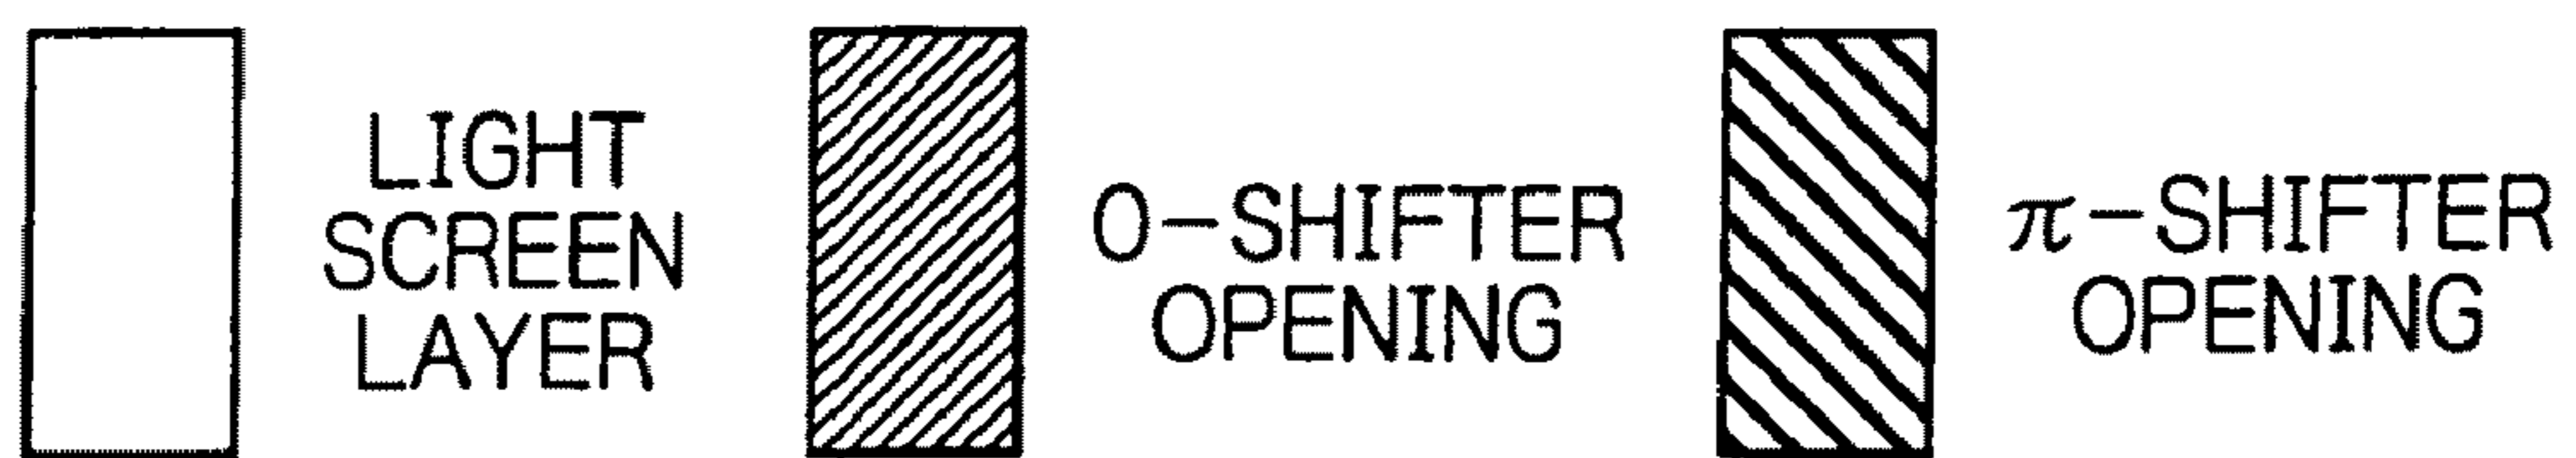 LIGHT
SCREEN
LAYER
0-SHIFTER
OPENING
π-SHIFTER
OPENING